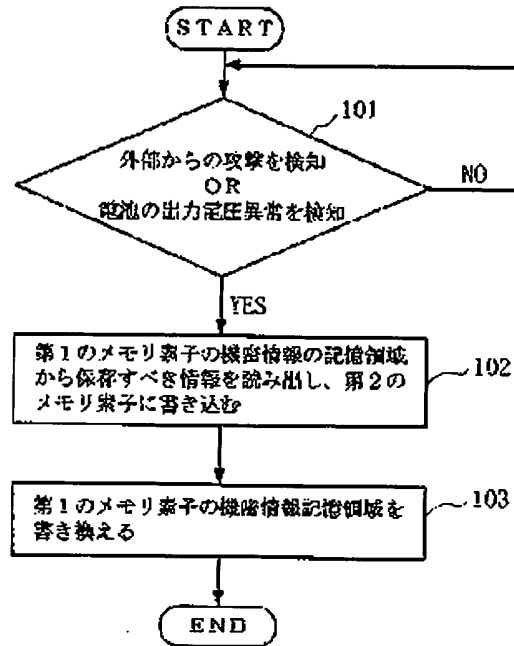 START
101
外部からの攻撃を検知
OR
電池の出力電圧異常を検知
NO
YES
第1のメモリ素子の機密情報の記憶領域
から保存すべき情報を読み出し、第2の
メモリ素子に書き込む
102
第1のメモリ素子の機密情報記憶領域を
書き換える
103
END